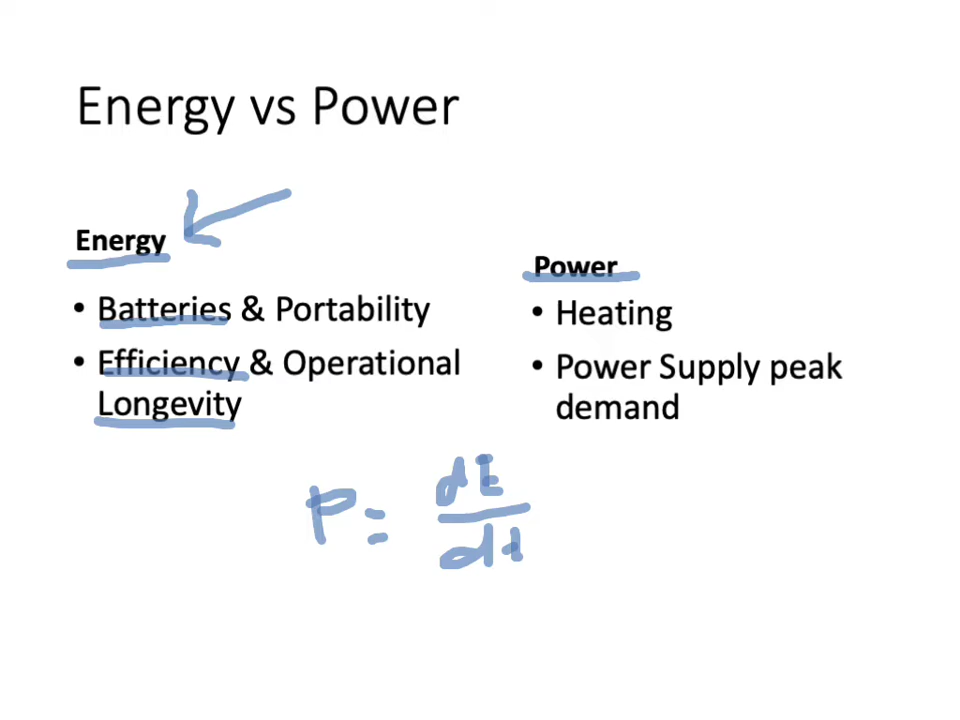 Energy vs Power
Energy
• Batteries & Portability
• Efficiency & Operational
Longevity
Power
• Heating
• Power Supply peak
demand
P = dE/dt